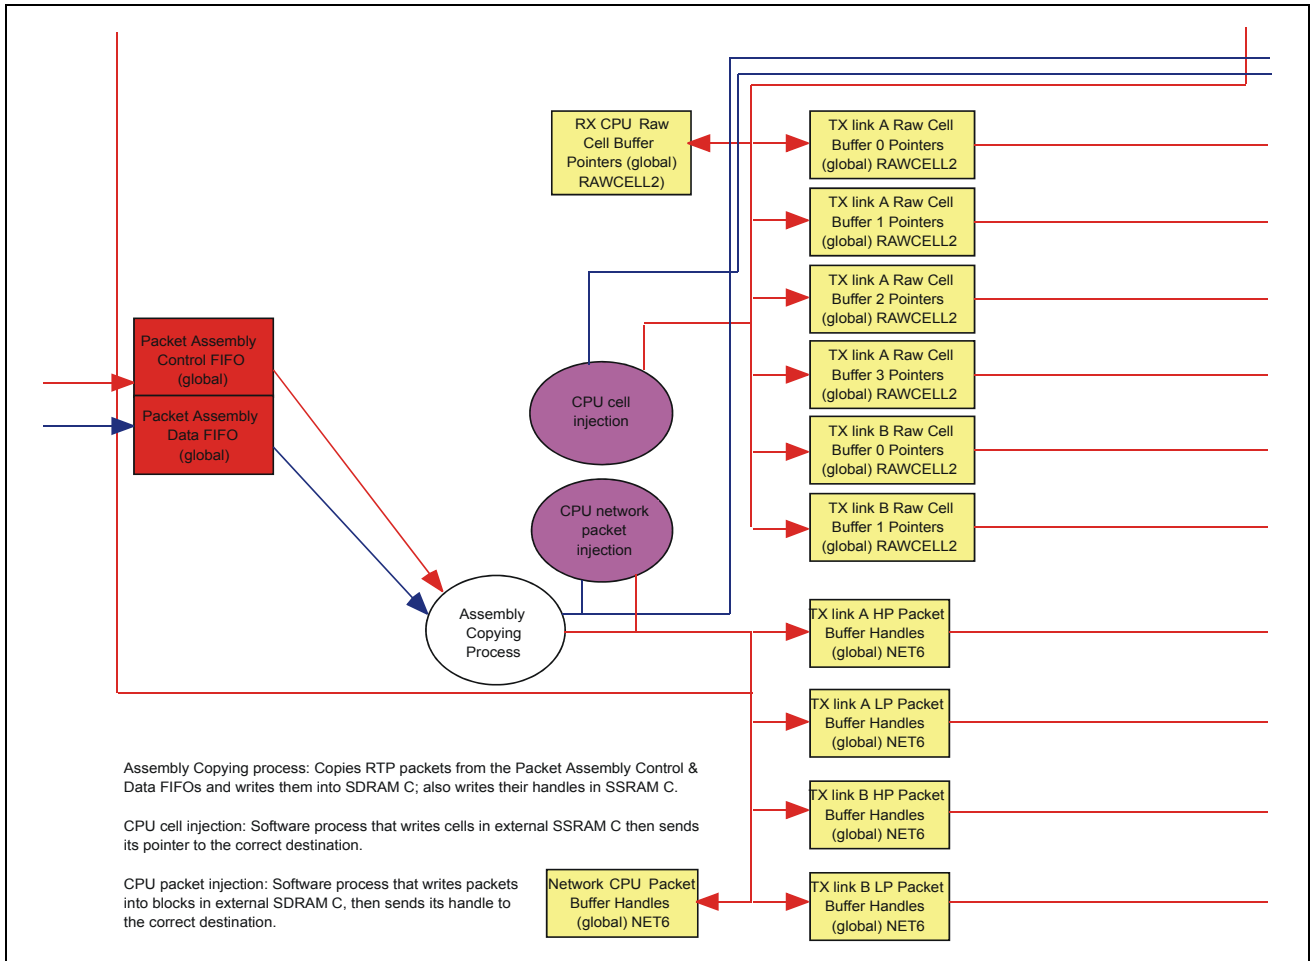 RX CPU Raw
Cell Buffer
Pointers (global)
RAWCELL2)
TX link A Raw Cell
Buffer 0 Pointers
(global) RAWCELL2
TX link A Raw Cell
Buffer 1 Pointers
(global) RAWCELL2
TX link A Raw Cell
Buffer 2 Pointers
(global) RAWCELL2
TX link A Raw Cell
Buffer 3 Pointers
(global) RAWCELL2
TX link B Raw Cell
Buffer 0 Pointers
(global) RAWCELL2
TX link B Raw Cell
Buffer 1 Pointers
(global) RAWCELL2
Packet Assembly
Control FIFO
(global)
Packet Assembly
Data FIFO
(global)
CPU cell
injection
CPU network
packet
injection
Assembly
Copying
Process
TX link A HP Packet
Buffer Handles
(global) NET6
TX link A LP Packet
Buffer Handles
(global) NET6
TX link B HP Packet
Buffer Handles
(global) NET6
TX link B LP Packet
Buffer Handles
(global) NET6
Network CPU Packet
Buffer Handles
(global) NET6
Assembly Copying process: Copies RTP packets from the Packet Assembly Control &
Data FIFOs and writes them into SDRAM C; also writes their handles in SSRAM C.
CPU cell injection: Software process that writes cells in external SSRAM C then sends
its pointer to the correct destination.
CPU packet injection: Software process that writes packets
into blocks in external SDRAM C, then sends its handle to
the correct destination.